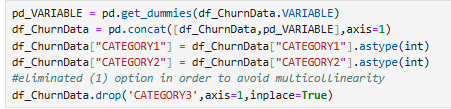 pd_VARIABLE = pd.get_dummies(df_ChurnData.VARIABLE)
df_ChurnData = pd.concat([df_ChurnData,pd_VARIABLE],axis=1)
df_ChurnData["CATEGORY1"] = df_ChurnData["CATEGORY1"].astype(int)
df_ChurnData["CATEGORY2"] = df_ChurnData["CATEGORY2"].astype(int)
#eliminated (1) option in order to avoid multicollinearity
df_ChurnData.drop('CATEGORY3',axis=1,inplace=True)